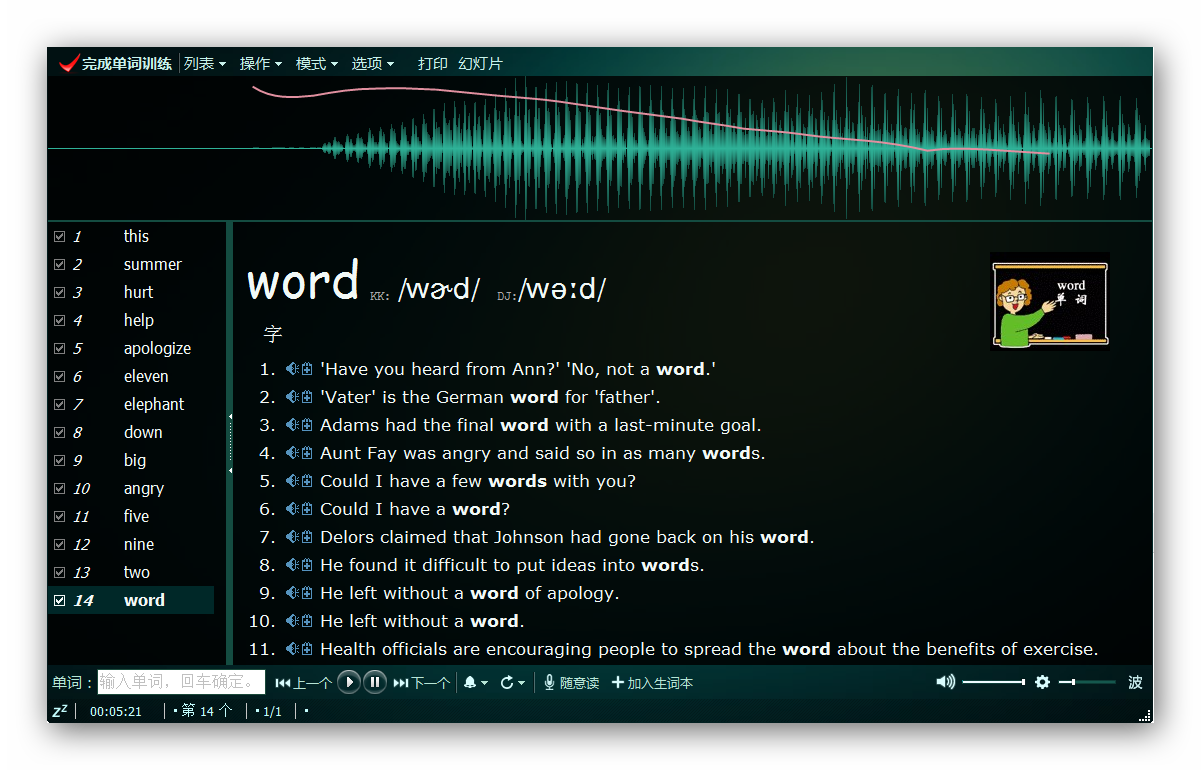 完成单词训练 列表 操作 模式 选项 打印 幻灯片
1 this
2 summer
3 hurt
4 help
5 apologize
6 eleven
7 elephant
8 down
9 big
10 angry
11 five
12 nine
13 two
14 word
word KK: /wɚd/ DJ:/wəːd/
字
word
单 词
1. 'Have you heard from Ann?' 'No, not a word.'
2. 'Vater' is the German word for 'father'.
3. Adams had the final word with a last-minute goal.
4. Aunt Fay was angry and said so in as many words.
5. Could I have a few words with you?
6. Could I have a word?
7. Delors claimed that Johnson had gone back on his word.
8. He found it difficult to put ideas into words.
9. He left without a word of apology.
10. He left without a word.
11. Health officials are encouraging people to spread the word about the benefits of exercise.
单词： 输入单词，回车确定。 上一个 下一个 随意读 加入生词本 波
zz 00:05:21 第 14 个 1/1